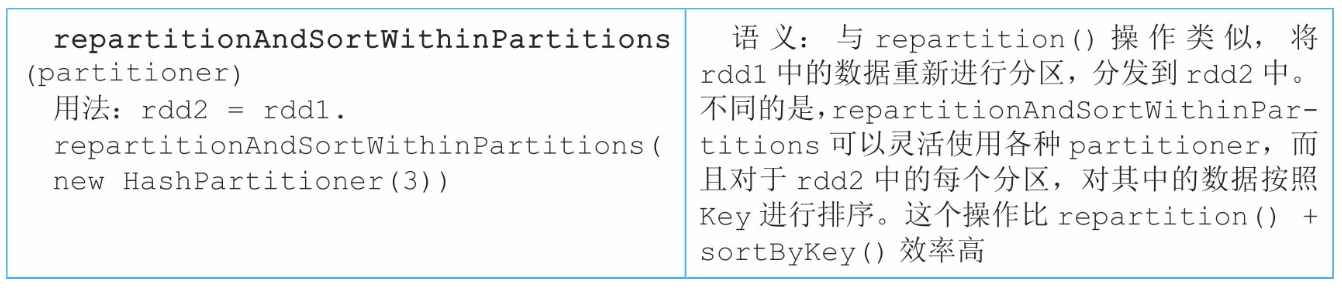 repartitionAndSortWithinPartitions
(partitioner)
用法：rdd2 = rdd1.
repartitionAndSortWithinPartitions(
new HashPartitioner(3))
语义：与 repartition() 操作类似，将
rdd1 中的数据重新进行分区，分发到 rdd2 中。
不同的是，repartitionAndSortWithinPar-
titions 可以灵活使用各种 partitioner，而
且对于 rdd2 中的每个分区，对其中的数据按照
Key 进行排序。这个操作比 repartition() +
sortByKey() 效率高